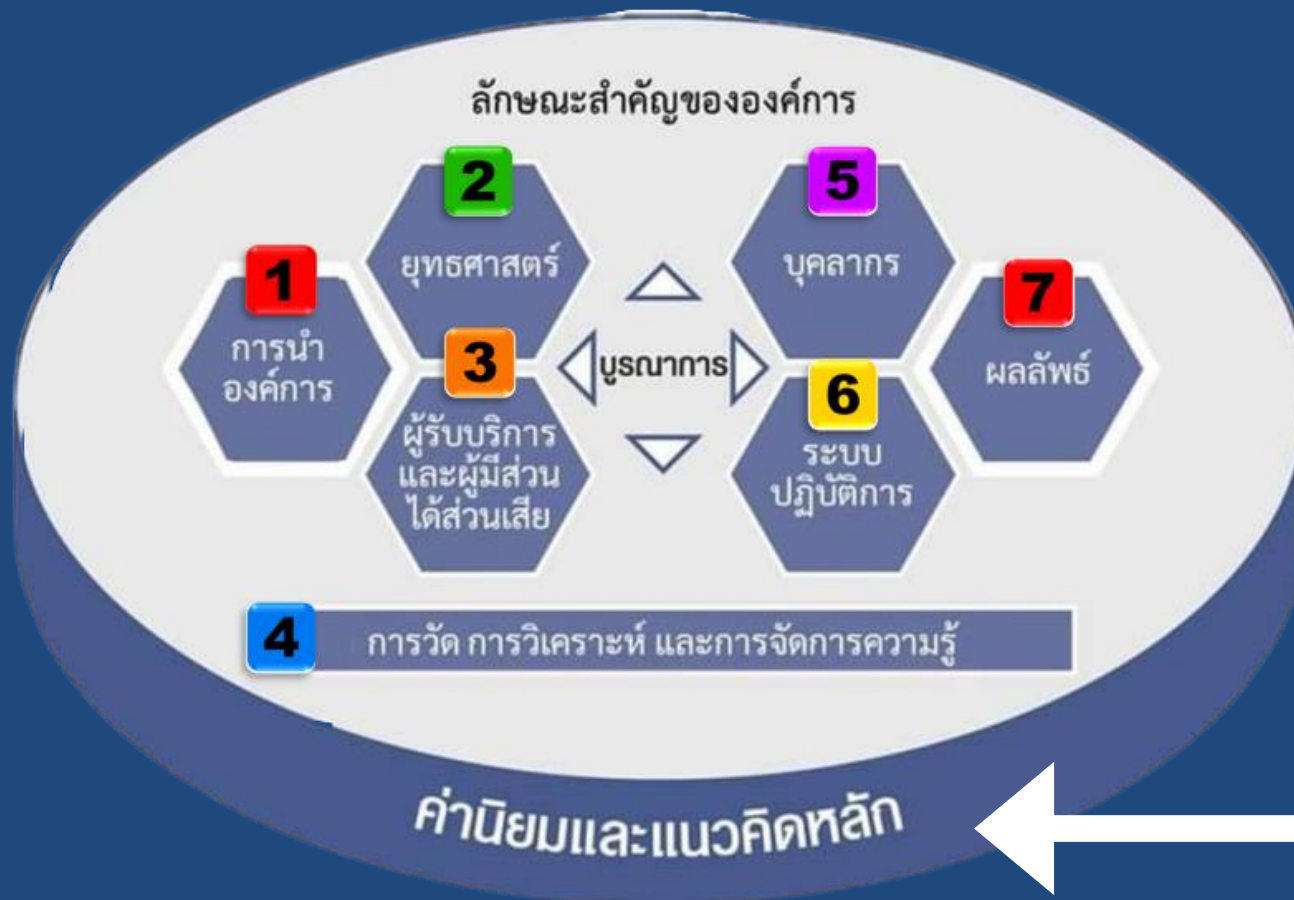 ลักษณะสำคัญขององค์การ
1
การนำ
องค์การ
2
ยุทธศาสตร์
3
ผู้รับบริการ
และผู้มีส่วน
ได้ส่วนเสีย
บูรณาการ
5
บุคลากร
6
ระบบ
ปฏิบัติการ
7
ผลลัพธ์
4
การวัด การวิเคราะห์ และการจัดการความรู้
ค่านิยมและแนวคิดหลัก